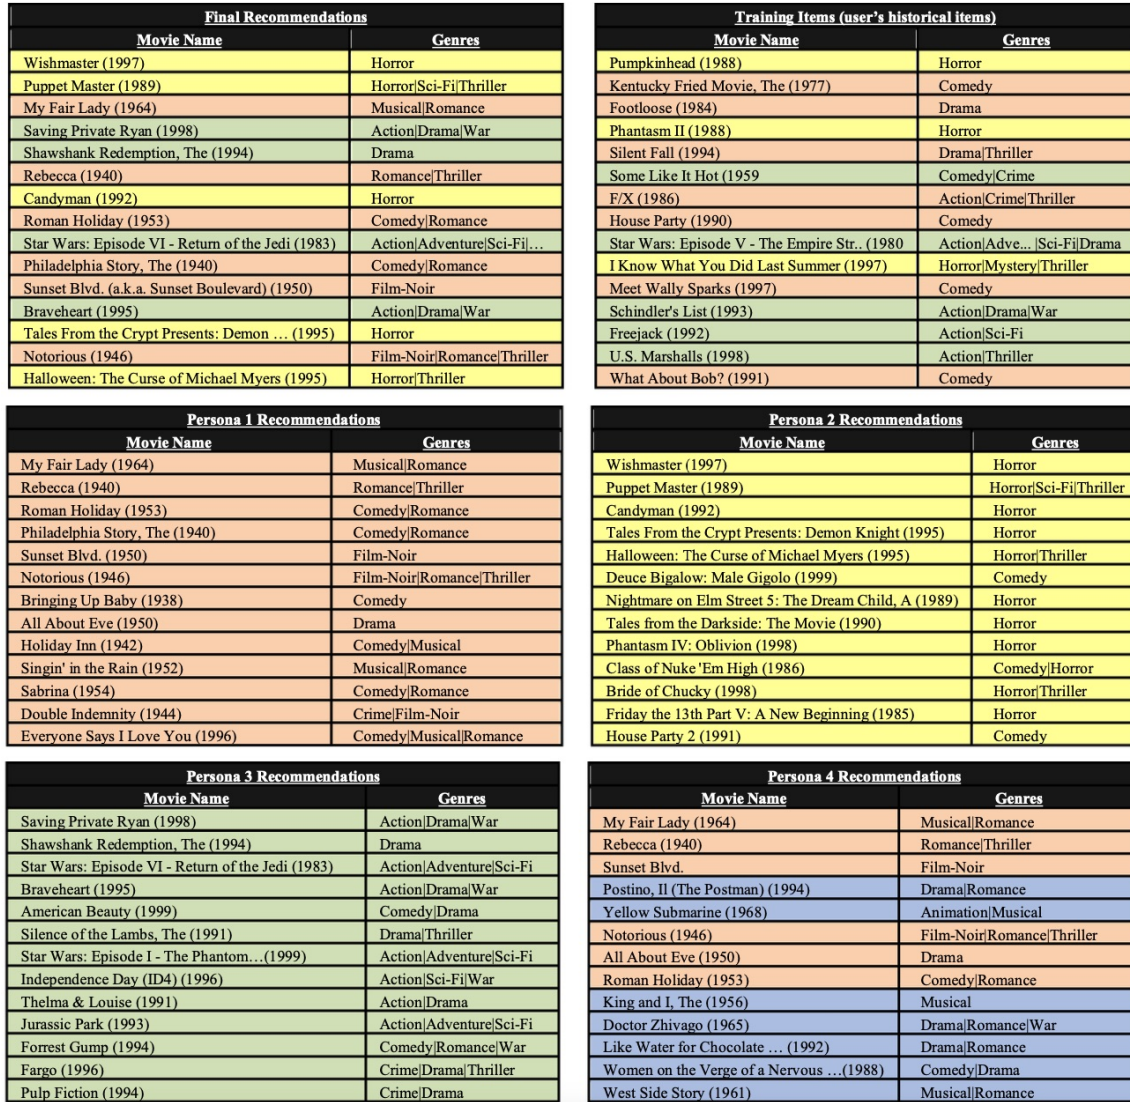 Final Recommendations
Movie Name Genres
Wishmaster (1997) Horror
Puppet Master (1989) Horror|Sci-Fi|Thriller
My Fair Lady (1964) Musical|Romance
Saving Private Ryan (1998) Action|Drama|War
Shawshank Redemption, The (1994) Drama
Rebecca (1940) Romance|Thriller
Candyman (1992) Horror
Roman Holiday (1953) Comedy|Romance
Star Wars: Episode VI - Return of the Jedi (1983) Action|Adventure|Sci-Fi|...
Philadelphia Story, The (1940) Comedy|Romance
Sunset Blvd. (a.k.a. Sunset Boulevard) (1950) Film-Noir
Braveheart (1995) Action|Drama|War
Tales From the Crypt Presents: Demon ... (1995) Horror
Notorious (1946) Film-Noir|Romance|Thriller
Halloween: The Curse of Michael Myers (1995) Horror|Thriller
Training Items (user's historical items)
Movie Name Genres
Pumpkinhead (1988) Horror
Kentucky Fried Movie, The (1977) Comedy
Footloose (1984) Drama
Phantasm II (1988) Horror
Silent Fall (1994) Drama|Thriller
Some Like It Hot (1959 Comedy|Crime
F/X (1986) Action|Crime|Thriller
House Party (1990) Comedy
Star Wars: Episode V - The Empire Str.. (1980 Action|Adve... |Sci-Fi|Drama
I Know What You Did Last Summer (1997) Horror|Mystery|Thriller
Meet Wally Sparks (1997) Comedy
Schindler's List (1993) Action|Drama|War
Freejack (1992) Action|Sci-Fi
U.S. Marshalls (1998) Action|Thriller
What About Bob? (1991) Comedy
Persona 1 Recommendations
Movie Name Genres
My Fair Lady (1964) Musical|Romance
Rebecca (1940) Romance|Thriller
Roman Holiday (1953) Comedy|Romance
Philadelphia Story, The (1940) Comedy|Romance
Sunset Blvd. (1950) Film-Noir
Notorious (1946) Film-Noir|Romance|Thriller
Bringing Up Baby (1938) Comedy
All About Eve (1950) Drama
Holiday Inn (1942) Comedy|Musical
Singin' in the Rain (1952) Musical|Romance
Sabrina (1954) Comedy|Romance
Double Indemnity (1944) Crime|Film-Noir
Everyone Says I Love You (1996) Comedy|Musical|Romance
Persona 2 Recommendations
Movie Name Genres
Wishmaster (1997) Horror
Puppet Master (1989) Horror|Sci-Fi|Thriller
Candyman (1992) Horror
Tales From the Crypt Presents: Demon Knight (1995) Horror
Halloween: The Curse of Michael Myers (1995) Horror|Thriller
Deuce Bigalow: Male Gigolo (1999) Comedy
Nightmare on Elm Street 5: The Dream Child, A (1989) Horror
Tales from the Darkside: The Movie (1990) Horror
Phantasm IV: Oblivion (1998) Horror
Class of Nuke 'Em High (1986) Comedy|Horror
Bride of Chucky (1998) Horror|Thriller
Friday the 13th Part V: A New Beginning (1985) Horror
House Party 2 (1991) Comedy
Persona 3 Recommendations
Movie Name Genres
Saving Private Ryan (1998) Action|Drama|War
Shawshank Redemption, The (1994) Drama
Star Wars: Episode VI - Return of the Jedi (1983) Action|Adventure|Sci-Fi
Braveheart (1995) Action|Drama|War
American Beauty (1999) Comedy|Drama
Silence of the Lambs, The (1991) Drama|Thriller
Star Wars: Episode I - The Phantom...(1999) Action|Adventure|Sci-Fi
Independence Day (ID4) (1996) Action|Sci-Fi|War
Thelma & Louise (1991) Action|Drama
Jurassic Park (1993) Action|Adventure|Sci-Fi
Forrest Gump (1994) Comedy|Romance|War
Fargo (1996) Crime|Drama|Thriller
Pulp Fiction (1994) Crime|Drama
Persona 4 Recommendations
Movie Name Genres
My Fair Lady (1964) Musical|Romance
Rebecca (1940) Romance|Thriller
Sunset Blvd. Film-Noir
Postino, Il (The Postman) (1994) Drama|Romance
Yellow Submarine (1968) Animation|Musical
Notorious (1946) Film-Noir|Romance|Thriller
All About Eve (1950) Drama
Roman Holiday (1953) Comedy|Romance
King and I, The (1956) Musical
Doctor Zhivago (1965) Drama|Romance|War
Like Water for Chocolate ... (1992) Drama|Romance
Women on the Verge of a Nervous ...(1988) Comedy|Drama
West Side Story (1961) Musical|Romance